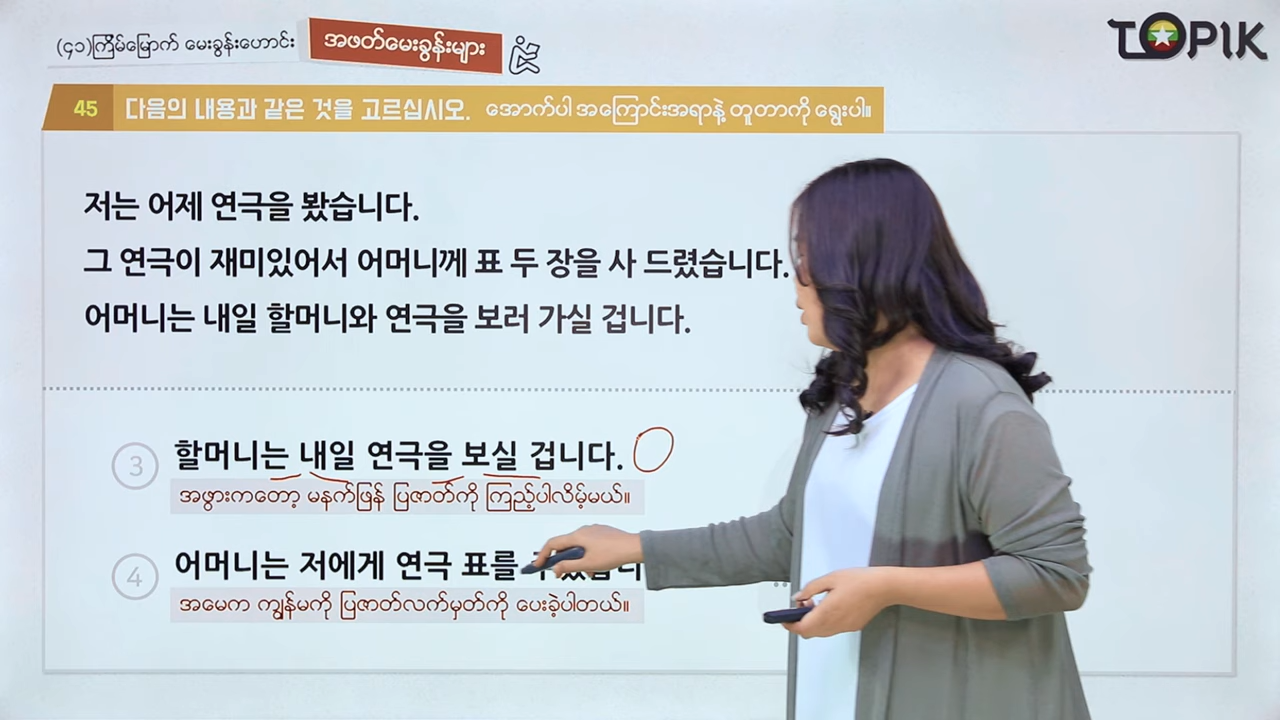 (၄၁)ကြိမ်မြောက် မေးခွန်းဟောင်း အဖတ်မေးခွန်းများ
TOPIK
45 다음의 내용과 같은 것을 고르십시오. အောက်ပါ အကြောင်းအရာနဲ့ တူတာကို ရွေးပါ။
저는 어제 연극을 봤습니다.
그 연극이 재미있어서 어머니께 표 두 장을 사 드렸습니다.
어머니는 내일 할머니와 연극을 보러 가실 겁니다.
3 할머니는 내일 연극을 보실 겁니다.
အဖွားကတော့ မနက်ဖြန် ပြဇာတ်ကို ကြည့်ပါလိမ့်မယ်။
4 어머니는 저에게 연극 표를
အမေက ကျွန်မကို ပြဇာတ်လက်မှတ်ကို ပေးခဲ့ပါတယ်။